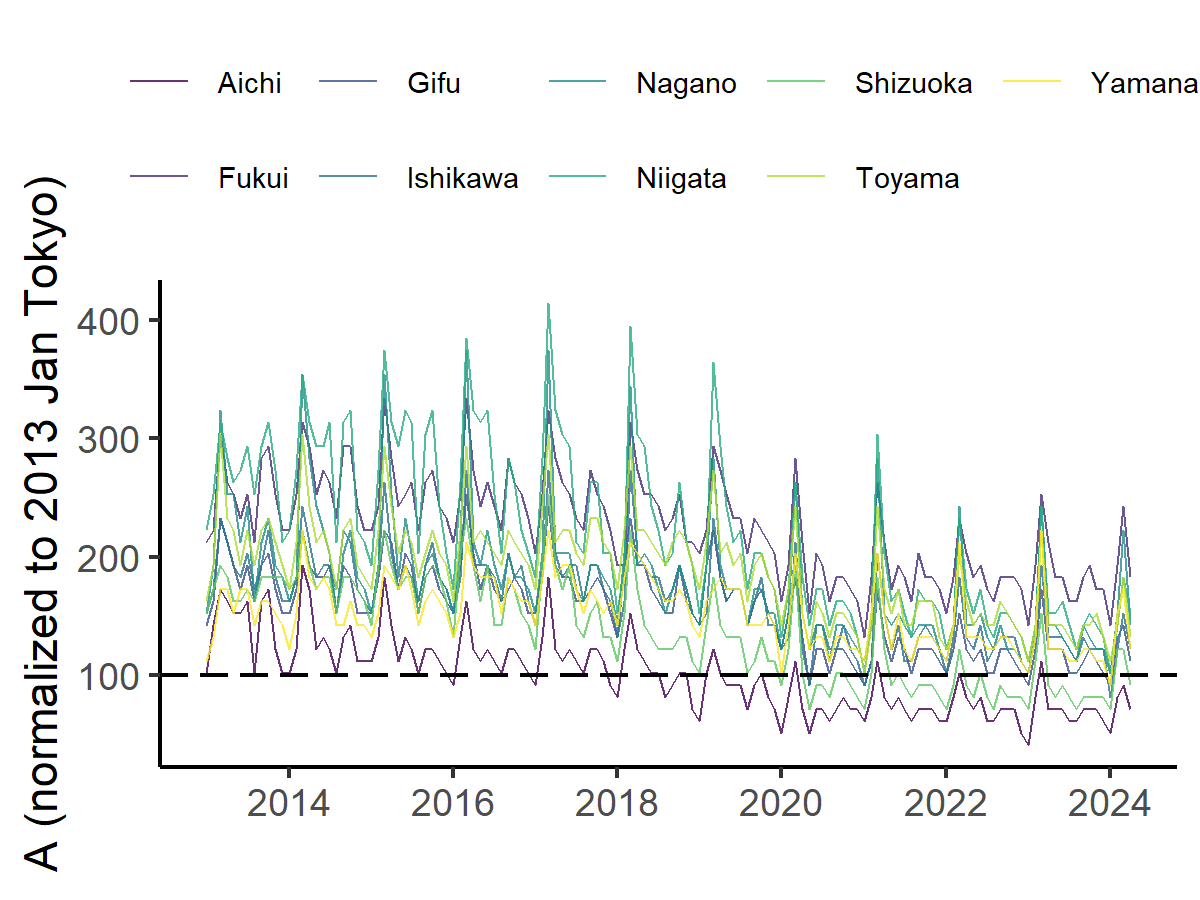 Aichi Gifu Nagano Shizuoka Yamana
Fukui Ishikawa Niigata Toyama
A (normalized to 2013 Jan Tokyo)
400
300
200
100
2014 2016 2018 2020 2022 2024